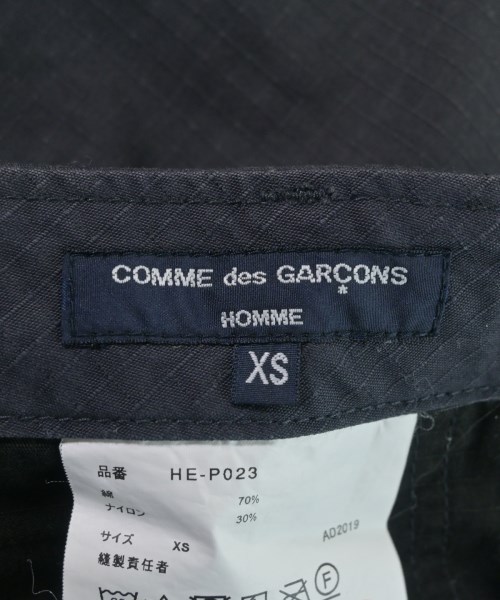 COMME des GARÇONS
HOMME
XS
品番 HE-P023
綿 70%
ナイロン 30%
サイズ XS AD2019
縫製責任者
F